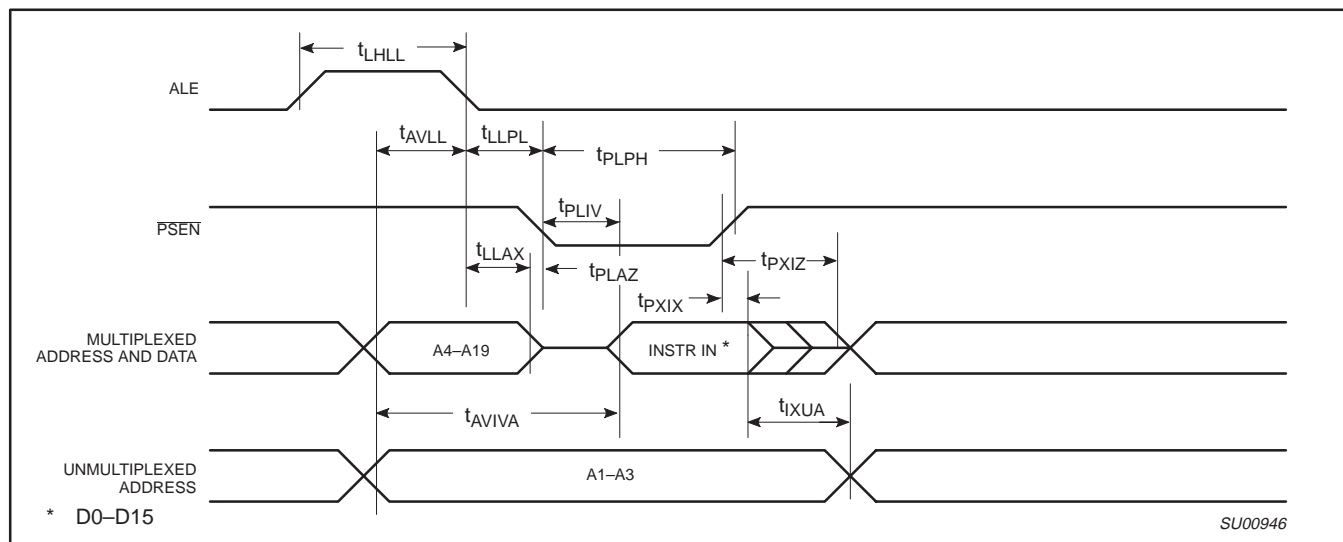 tLHLL
ALE
tAVLL
tLLPL
tPLPH
tPLIV
PSEN
tLLAX
tPLAZ
tPXIZ
tPXIX
MULTIPLEXED
ADDRESS AND DATA
A4–A19
INSTR IN *
tAVIVA
tIXUA
UNMULTIPLEXED
ADDRESS
A1–A3
* D0–D15
SU00946